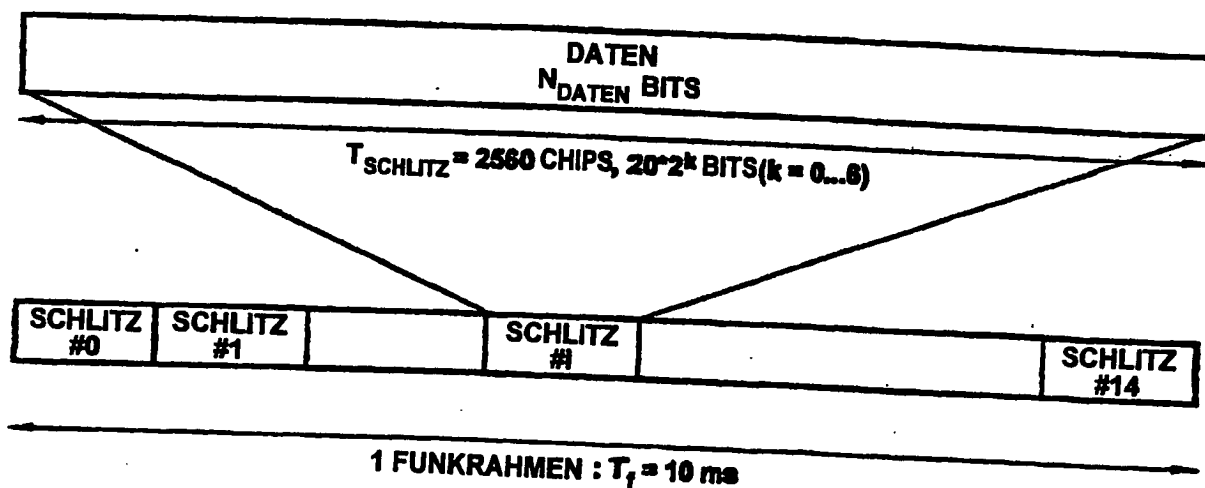 DATEN
N_DATEN BITS
T_SCHLITZ = 2560 CHIPS, 20*2^k BITS(k = 0...6)
SCHLITZ #0
SCHLITZ #1
SCHLITZ #i
SCHLITZ #14
1 FUNKRAHMEN : T_f = 10 ms